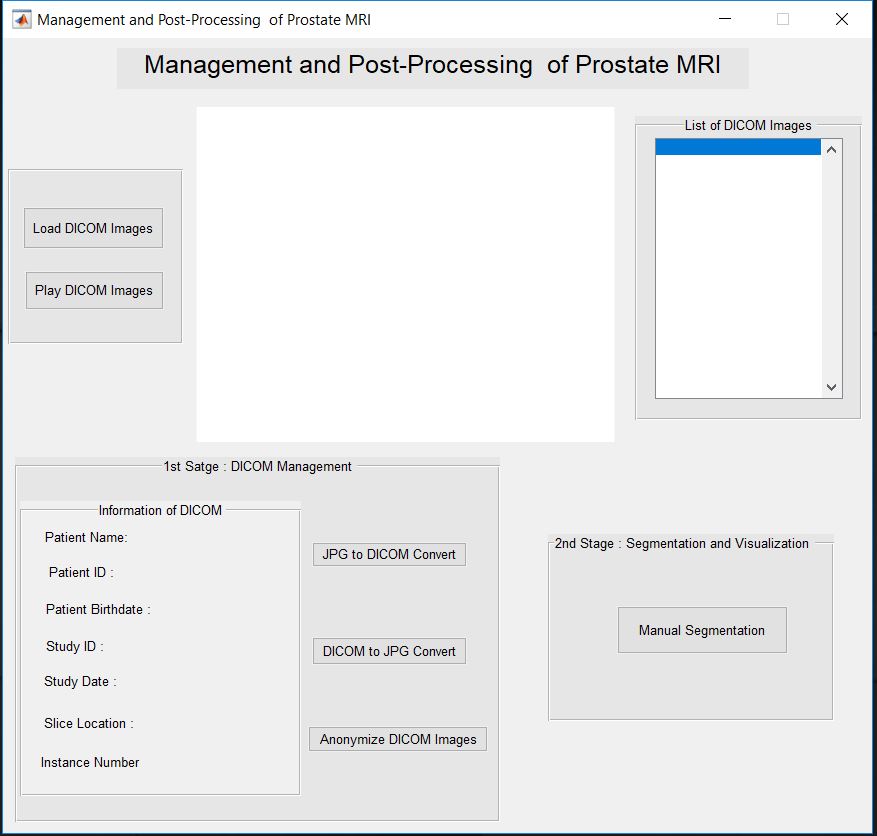 Management and Post-Processing  of Prostate MRI
Management and Post-Processing  of Prostate MRI
List of DICOM Images
Load DICOM Images
Play DICOM Images
1st Satge : DICOM Management
Information of DICOM
Patient Name:
Patient ID :
Patient Birthdate :
Study ID :
Study Date :
Slice Location :
Instance Number
JPG to DICOM Convert
DICOM to JPG Convert
Anonymize DICOM Images
2nd Stage : Segmentation and Visualization
Manual Segmentation